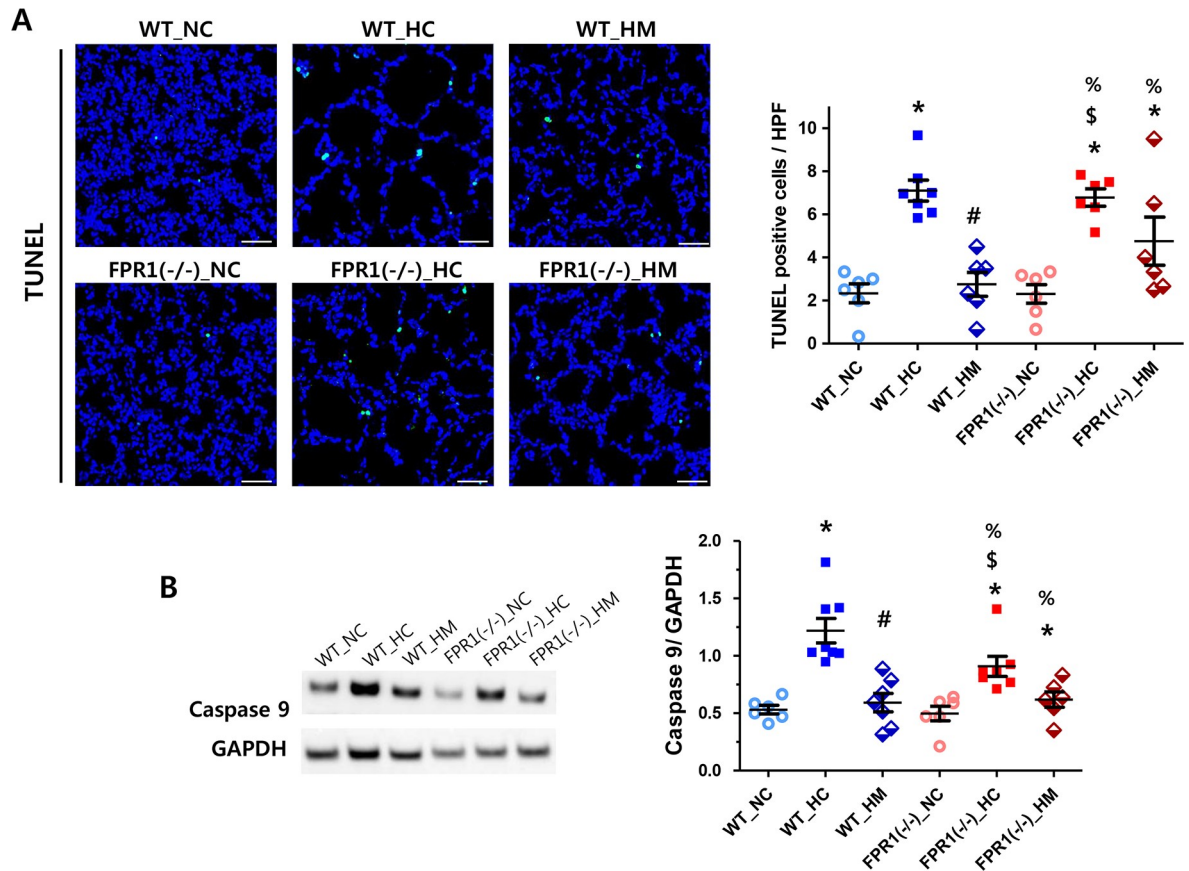 A
WT_NC
WT_HC
WT_HM
TUNEL
FPR1(-/-)_NC
FPR1(-/-)_HC
FPR1(-/-)_HM
TUNEL positive cells / HPF
10
8
6
4
2
0
*
#
%
$
*
%
*
WT_NC
WT_HC
WT_HM
FPR1(-/-)_NC
FPR1(-/-)_HC
FPR1(-/-)_HM
B
WT_NC
WT_HC
WT_HM
FPR1(-/-)_NC
FPR1(-/-)_HC
FPR1(-/-)_HM
Caspase 9
GAPDH
Caspase 9/ GAPDH
2.0
1.5
1.0
0.5
0.0
*
#
%
$
*
%
*
WT_NC
WT_HC
WT_HM
FPR1(-/-)_NC
FPR1(-/-)_HC
FPR1(-/-)_HM